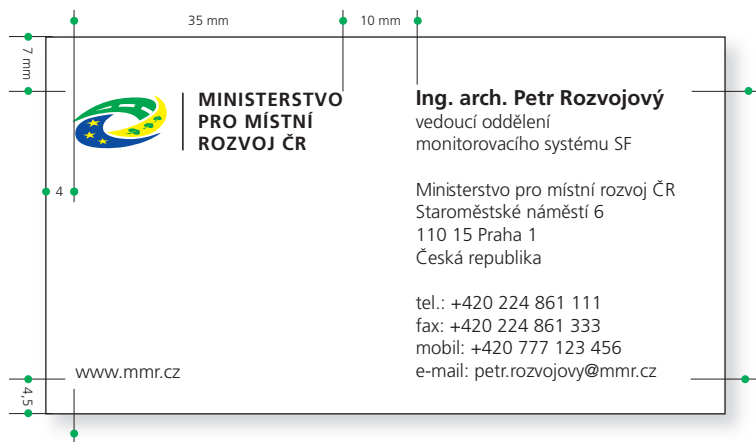 35 mm
10 mm
7 mm
MINISTERSTVO
PRO MÍSTNÍ
ROZVOJ ČR
Ing. arch. Petr Rozvojový
vedoucí oddělení
monitorovacího systému SF
4
Ministerstvo pro místní rozvoj ČR
Staroměstské náměstí 6
110 15 Praha 1
Česká republika
tel.: +420 224 861 111
fax: +420 224 861 333
mobil: +420 777 123 456
e-mail: petr.rozvojovy@mmr.cz
www.mmr.cz
4,5